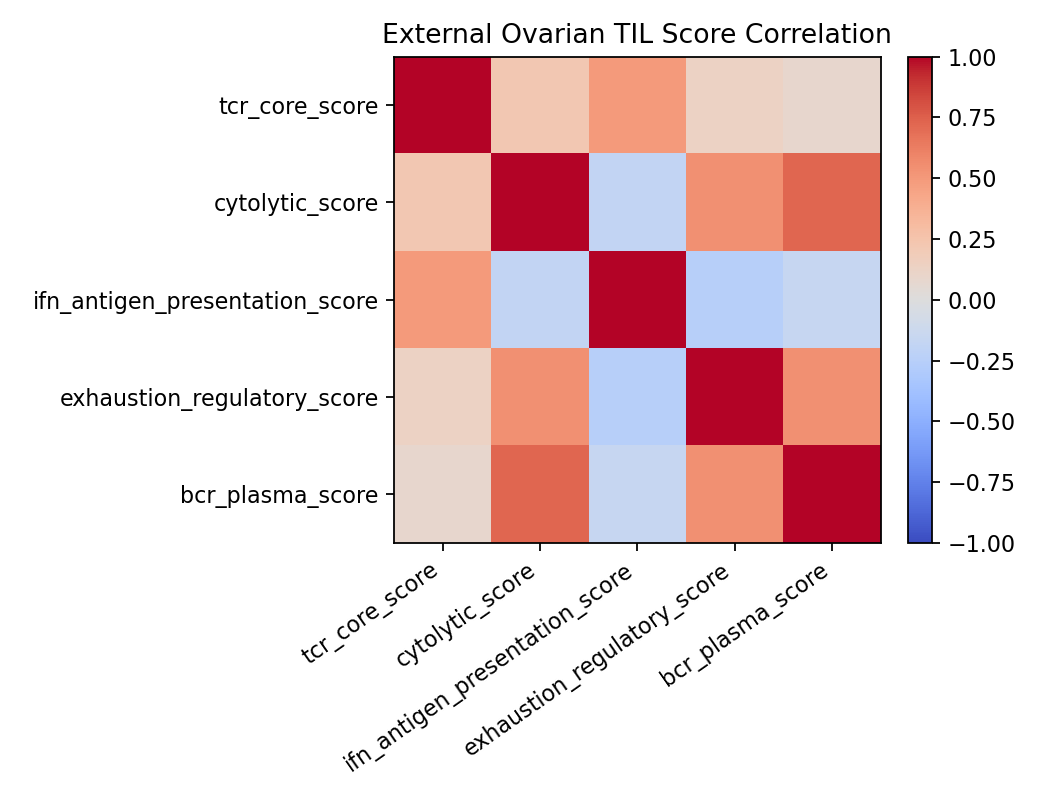 External Ovarian TIL Score Correlation
tcr_core_score
cytolytic_score
ifn_antigen_presentation_score
exhaustion_regulatory_score
bcr_plasma_score
tcr_core_score
cytolytic_score
ifn_antigen_presentation_score
exhaustion_regulatory_score
bcr_plasma_score
1.00
0.75
0.50
0.25
0.00
−0.25
−0.50
−0.75
−1.00